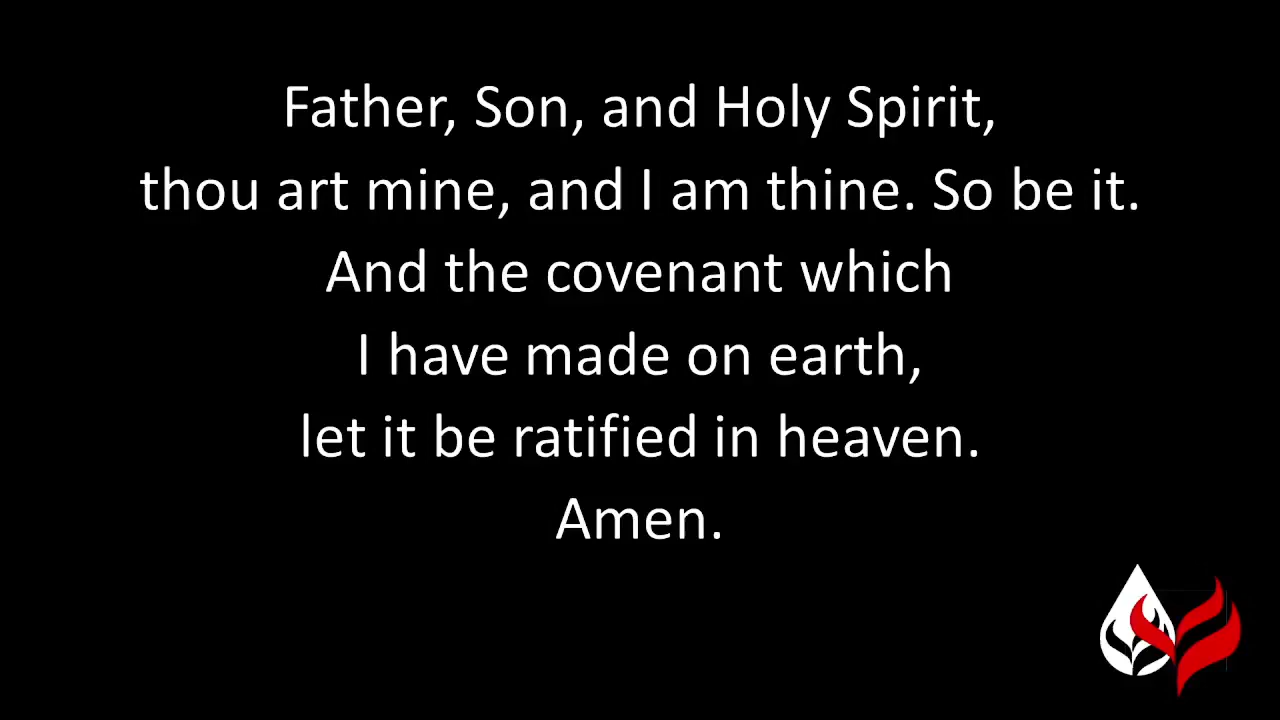 Father, Son, and Holy Spirit,
thou art mine, and I am thine. So be it.
And the covenant which
I have made on earth,
let it be ratified in heaven.
Amen.